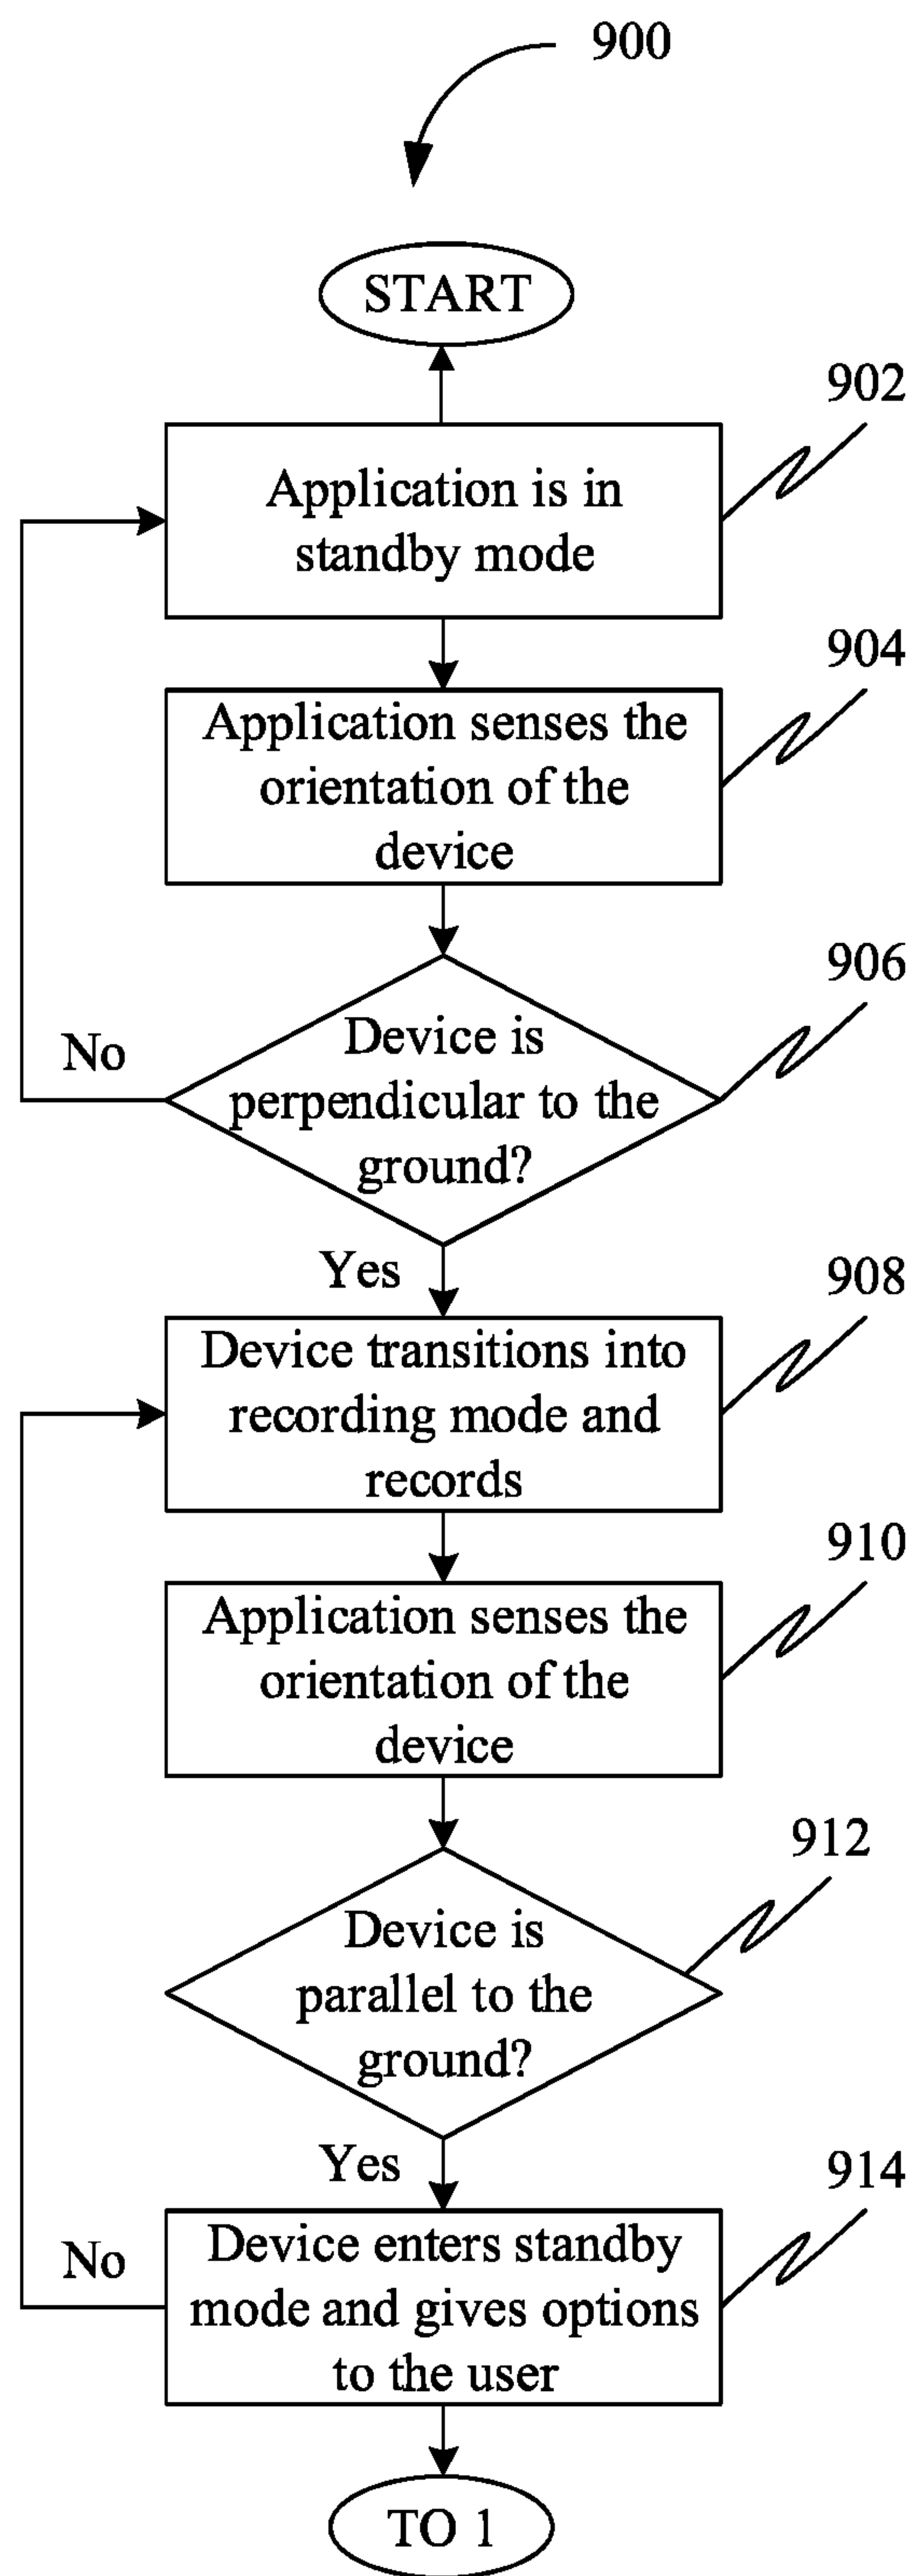 900
START
902
Application is in
standby mode
904
Application senses the
orientation of the
device
906
No
Device is
perpendicular to the
ground?
Yes
908
Device transitions into
recording mode and
records
910
Application senses the
orientation of the
device
912
Device is
parallel to the
ground?
Yes
914
No
Device enters standby
mode and gives options
to the user
TO 1